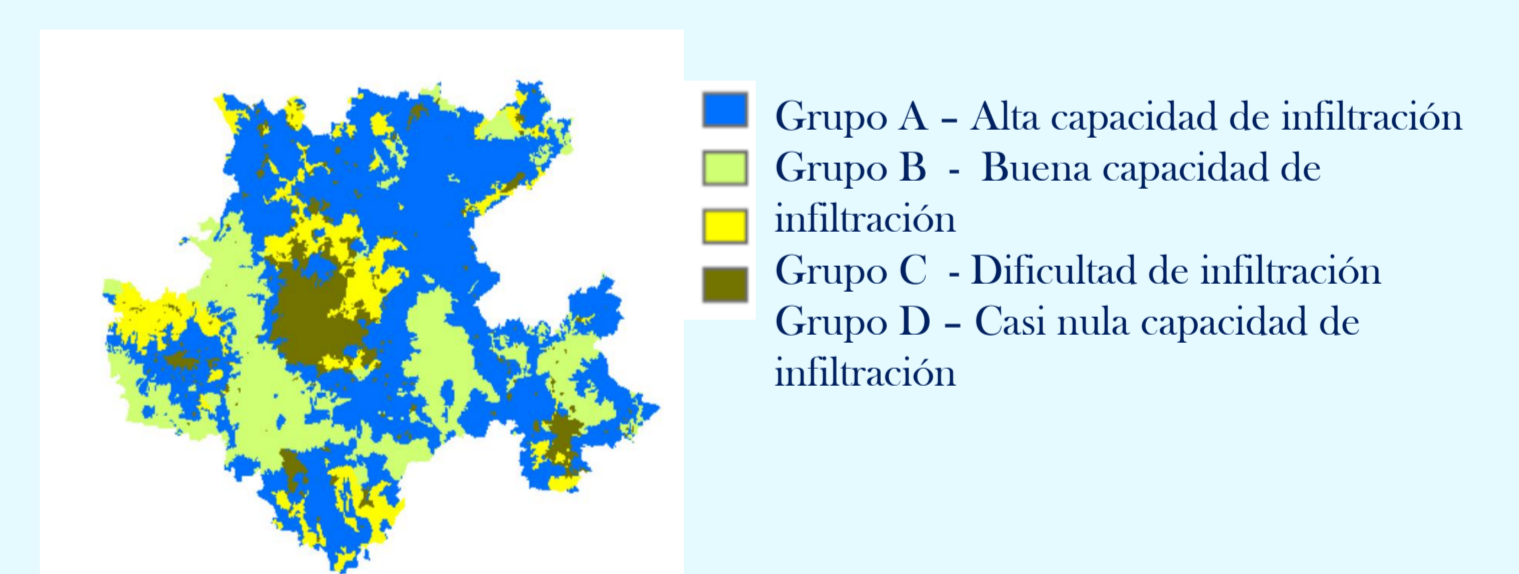 Grupo A – Alta capacidad de infiltración
Grupo B - Buena capacidad de
infiltración
Grupo C - Dificultad de infiltración
Grupo D – Casi nula capacidad de
infiltración